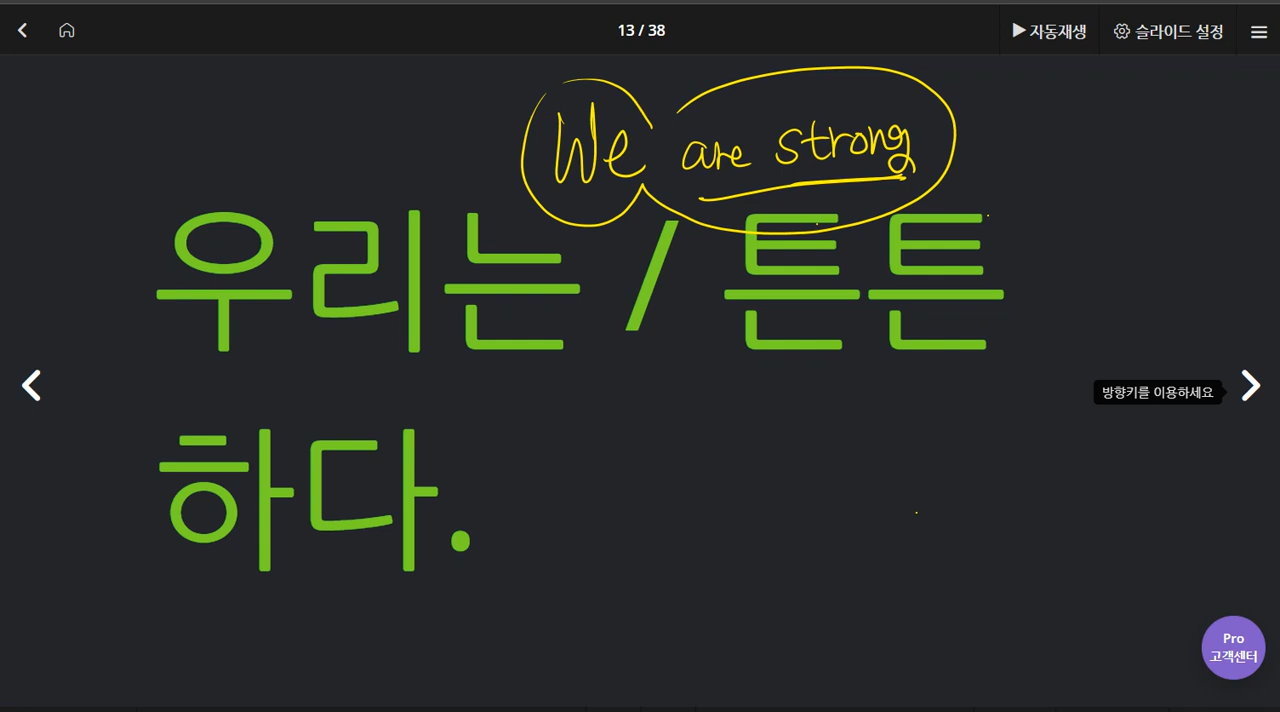 13 / 38
▶ 자동재생
슬라이드 설정
We are strong
우리는 / 튼튼
하다.
방향키를 이용하세요
Pro
고객센터